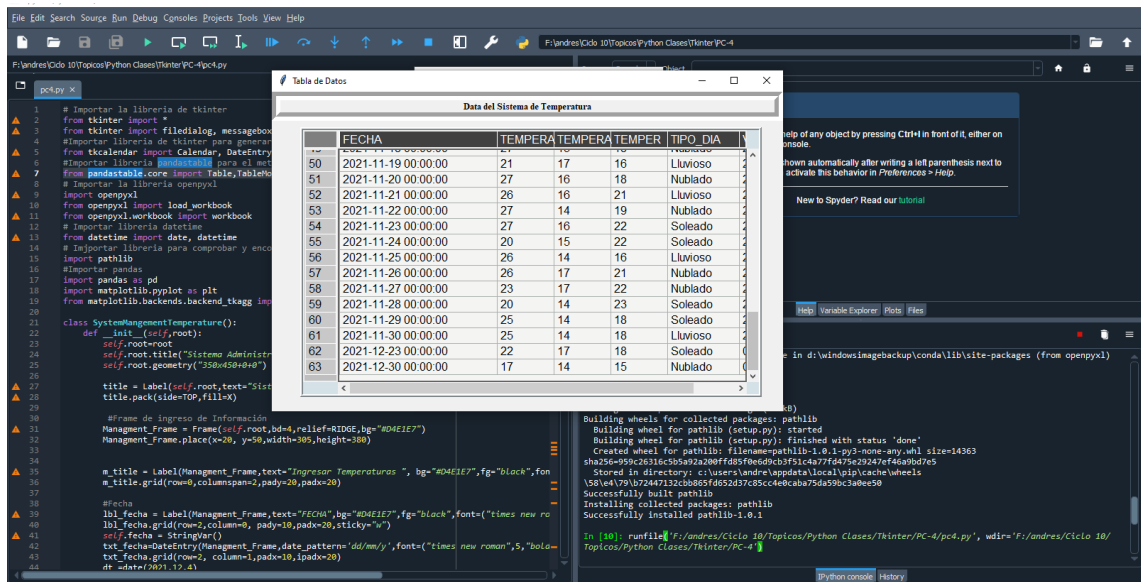 File Edit Search Source Run Debug Consoles Projects Tools View Help
F:\andres\Ciclo 10\Topicos\Python Clases\Tkinter\PC-4
F:\andres\Ciclo 10\Topicos\Python Clases\Tkinter\PC-4\pc4.py
pc4.py ×
1 # Importar la libreria de tkinter
2 from tkinter import *
3 from tkinter import filedialog, messagebox
4 #Importar libreria de tkinter para generar
5 from tkcalendar import Calendar, DateEntry
6 #Importar libreria pandastable para el met
7 from pandastable.core import Table,TableMo
8 # Importar la libreria openpyxl
9 import openpyxl
10 from openpyxl import load_workbook
11 from openpyxl.workbook import workbook
12 # Importar libreria datetime
13 from datetime import date, datetime
14 # Imjportar libreria para comprobar y enco
15 import pathlib
16 #Importar pandas
17 import pandas as pd
18 import matplotlib.pyplot as plt
19 from matplotlib.backends.backend_tkagg imp
20
21 class SystemMangementTemperature():
22 def __init__(self,root):
23 self.root=root
24 self.root.title("Sistema Administr
25 self.root.geometry("350x450+0+0")
26
27 title = Label(self.root,text="Sist
28 title.pack(side=TOP,fill=X)
29
30 #Frame de ingreso de Información
31 Managment_Frame = Frame(self.root,bd=4,relief=RIDGE,bg="#D4E1E7")
32 Managment_Frame.place(x=20, y=50,width=305,height=380)
33
34
35 m_title = Label(Managment_Frame,text="Ingresar Temperaturas ", bg="#D4E1E7",fg="black",fon
36 m_title.grid(row=0,columnspan=2,pady=20,padx=20)
37
38 #Fecha
39 lbl_fecha = Label(Managment_Frame,text="FECHA",bg="#D4E1E7",fg="black",font=("times new ro
40 lbl_fecha.grid(row=2,column=0, pady=10,padx=20,sticky="w")
41 self.fecha = StringVar()
42 txt_fecha=DateEntry(Managment_Frame,date_pattern='dd/mm/y',font=("times new roman",5,"bola
43 txt_fecha.grid(row=2, column=1,padx=10,ipadx=20)
44 dt =date(2021,12,4)
Tabla de Datos
Data del Sistema de Temperatura
FECHA TEMPERA TEMPERA TEMPER TIPO_DIA
50 2021-11-19 00:00:00 21 17 16 Lluvioso
51 2021-11-20 00:00:00 27 16 18 Nublado
52 2021-11-21 00:00:00 26 16 21 Lluvioso
53 2021-11-22 00:00:00 27 14 19 Nublado
54 2021-11-23 00:00:00 27 16 22 Soleado
55 2021-11-24 00:00:00 20 15 22 Soleado
56 2021-11-25 00:00:00 26 14 16 Lluvioso
57 2021-11-26 00:00:00 26 17 21 Nublado
58 2021-11-27 00:00:00 23 17 22 Nublado
59 2021-11-28 00:00:00 20 14 23 Soleado
60 2021-11-29 00:00:00 25 14 18 Soleado
61 2021-11-30 00:00:00 25 14 18 Lluvioso
62 2021-12-23 00:00:00 22 17 18 Soleado
63 2021-12-30 00:00:00 17 14 15 Nublado
Object
help of any object by pressing Ctrl+I in front of it, either on
onsole.
hown automatically after writing a left parenthesis next to
activate this behavior in Preferences > Help.
New to Spyder? Read our tutorial
Help Variable Explorer Plots Files
e in d:\windowsimagebackup\conda\lib\site-packages (from openpyxl)
kB)
Building wheels for collected packages: pathlib
Building wheel for pathlib (setup.py): started
Building wheel for pathlib (setup.py): finished with status 'done'
Created wheel for pathlib: filename=pathlib-1.0.1-py3-none-any.whl size=14363
sha256=959c26316c5b5a92a200ffd85f0e6d9cb3f51c4a77fd475e29247ef46a9bd7e5
Stored in directory: c:\users\andre\appdata\local\pip\cache\wheels
\58\e4\79\b72447132cbb865fd652d37c85cc4e0caba75da59bc3a0ee50
Successfully built pathlib
Installing collected packages: pathlib
Successfully installed pathlib-1.0.1
In [10]: runfile('F:/andres/Ciclo 10/Topicos/Python Clases/Tkinter/PC-4/pc4.py', wdir='F:/andres/Ciclo 10/
Topicos/Python Clases/Tkinter/PC-4')
IPython console History